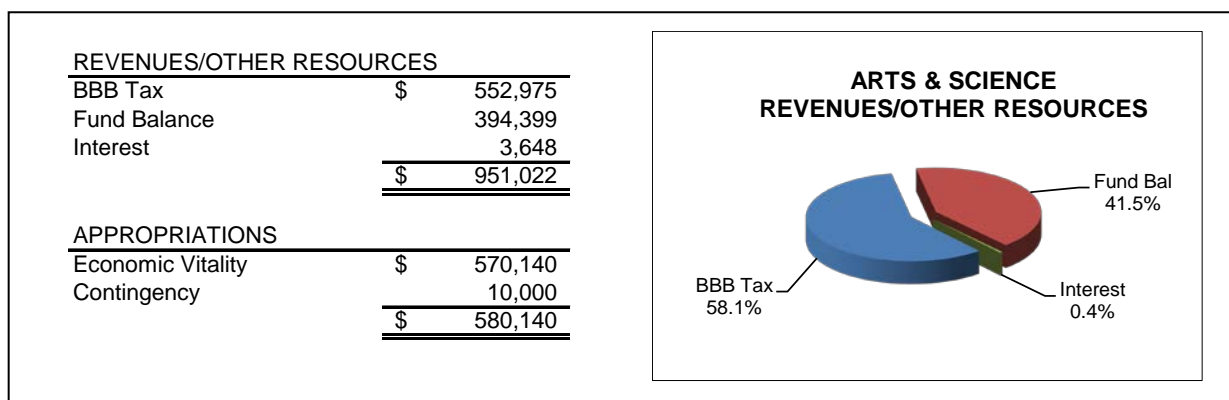 REVENUES/OTHER RESOURCES
BBB Tax $ 552,975
Fund Balance 394,399
Interest 3,648
$ 951,022
APPROPRIATIONS
Economic Vitality $ 570,140
Contingency 10,000
$ 580,140
ARTS & SCIENCE
REVENUES/OTHER RESOURCES
Fund Bal
41.5%
BBB Tax
58.1%
Interest
0.4%